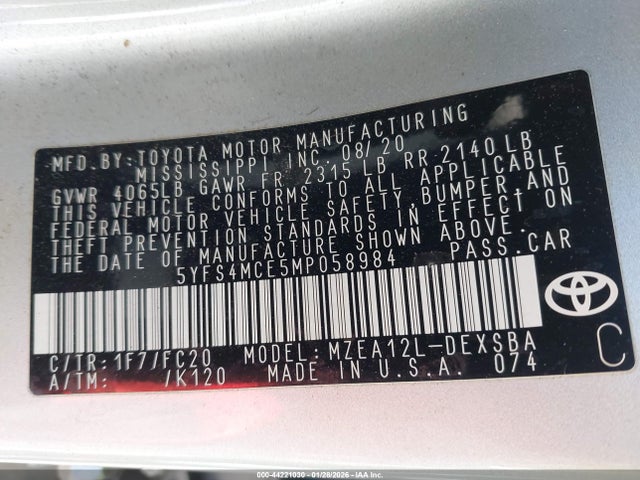 MFD. BY: TOYOTA MOTOR MANUFACTURING
MISSISSIPPI INC. 08/20
GVWR 4065LB GAWR FR 2315 LB RR 2140 LB
THIS VEHICLE CONFORMS TO ALL APPLICABLE
FEDERAL MOTOR VEHICLE SAFETY, BUMPER, AND
THEFT PREVENTION STANDARDS IN EFFECT ON
THE DATE OF MANUFACTURE SHOWN ABOVE.
5YFS4MCE5MP058984 PASS. CAR
C/TR: 1F7/FC20 MODEL: MZEA12L-DEXSBA
A/TM: /K120 MADE IN U.S.A. 074
C
000-44221030 - 01/28/2026 - IAA Inc.